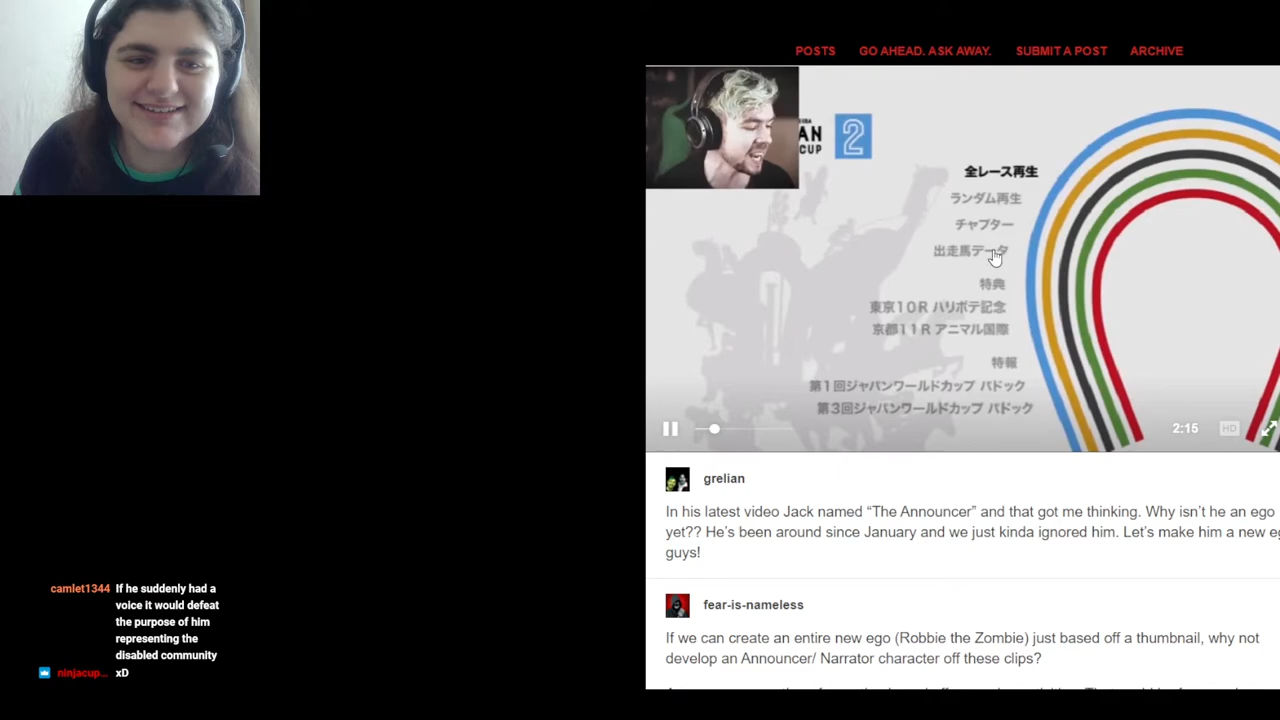 POSTS GO AHEAD. ASK AWAY. SUBMIT A POST ARCHIVE
AN
CUP
2
全レース再生
ランダム再生
チャプター
出走馬データ
特典
東京10R ハリボテ記念
京都11R アニマル国際
特報
第1回ジャパンワールドカップ パドック
第3回ジャパンワールドカップ パドック
2:15 HD
grelian
In his latest video Jack named “The Announcer” and that got me thinking. Why isn’t he an ego
yet?? He’s been around since January and we just kinda ignored him. Let’s make him a new eg
guys!
fear-is-nameless
If we can create an entire new ego (Robbie the Zombie) just based off a thumbnail, why not
develop an Announcer/ Narrator character off these clips?
camlet1344 If he suddenly had a
voice it would defeat
the purpose of him
representing the
disabled community
ninjacup... xD